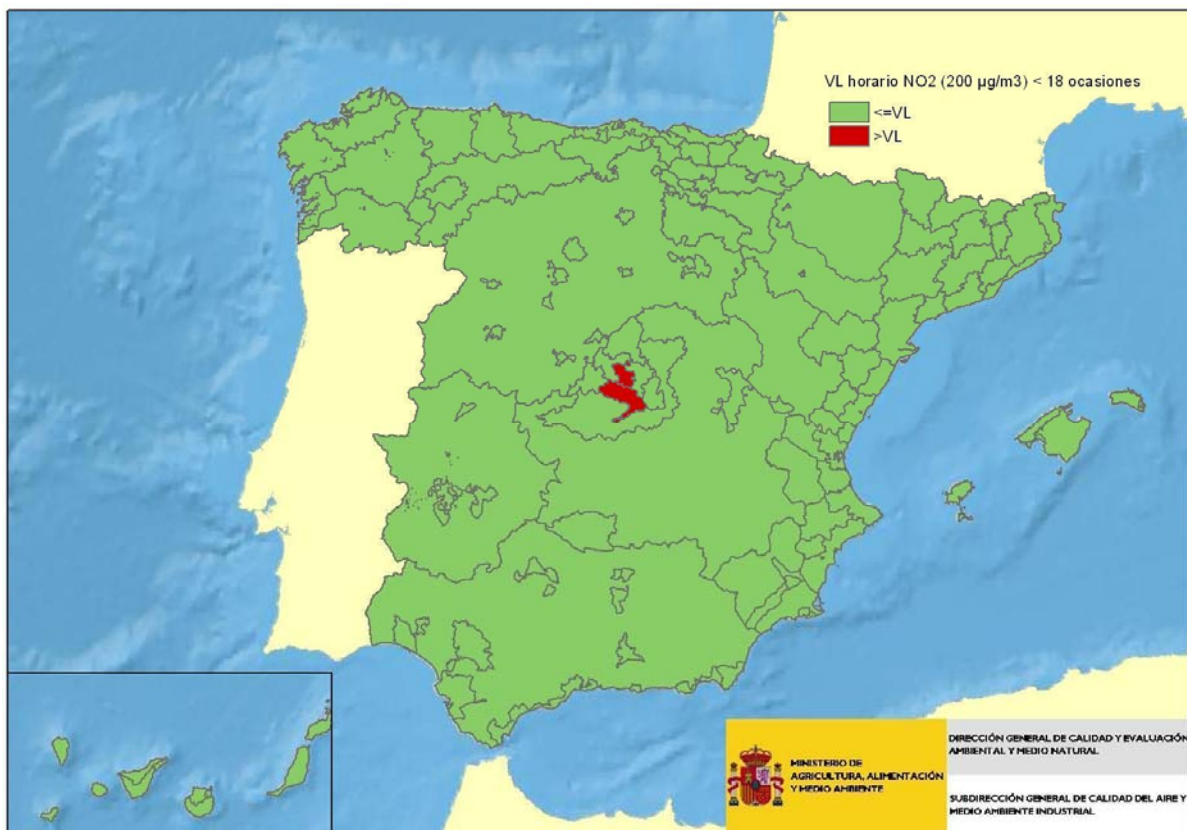 VL horario NO2 (200 µg/m3) < 18 ocasiones
<=VL
>VL
MINISTERIO DE
AGRICULTURA, ALIMENTACIÓN
Y MEDIO AMBIENTE
DIRECCIÓN GENERAL DE CALIDAD Y EVALUACIÓN
AMBIENTAL Y MEDIO NATURAL
SUBDIRECCIÓN GENERAL DE CALIDAD DEL AIRE Y
MEDIO AMBIENTE INDUSTRIAL